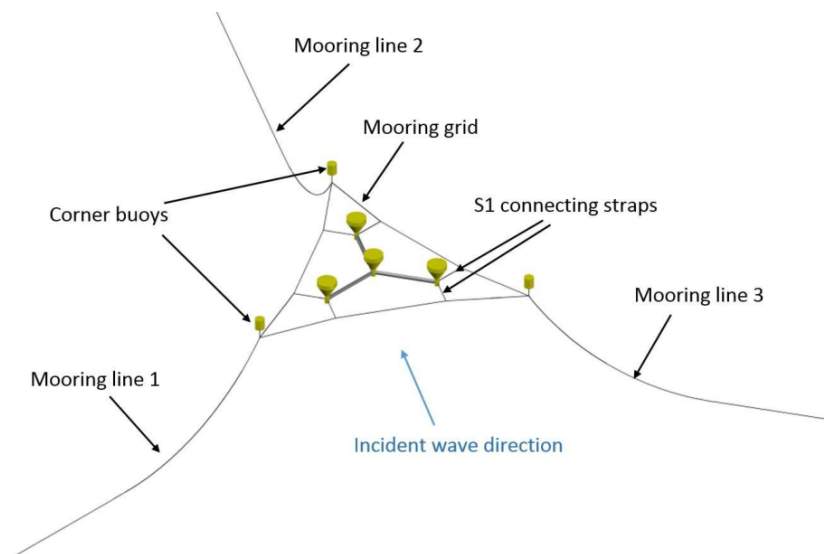 Mooring line 2
Mooring grid
S1 connecting straps
Corner buoys
Mooring line 3
Mooring line 1
Incident wave direction